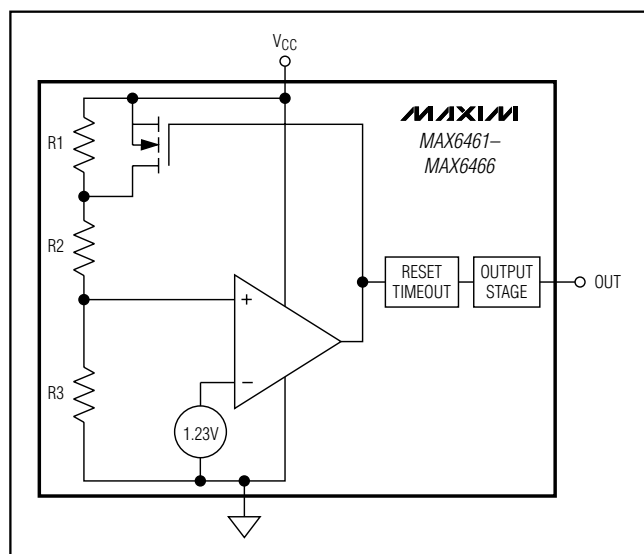 VCC
MAXIM
MAX6461–
MAX6466
R1
R2
R3
+
–
1.23V
RESET
TIMEOUT
OUTPUT
STAGE
OUT